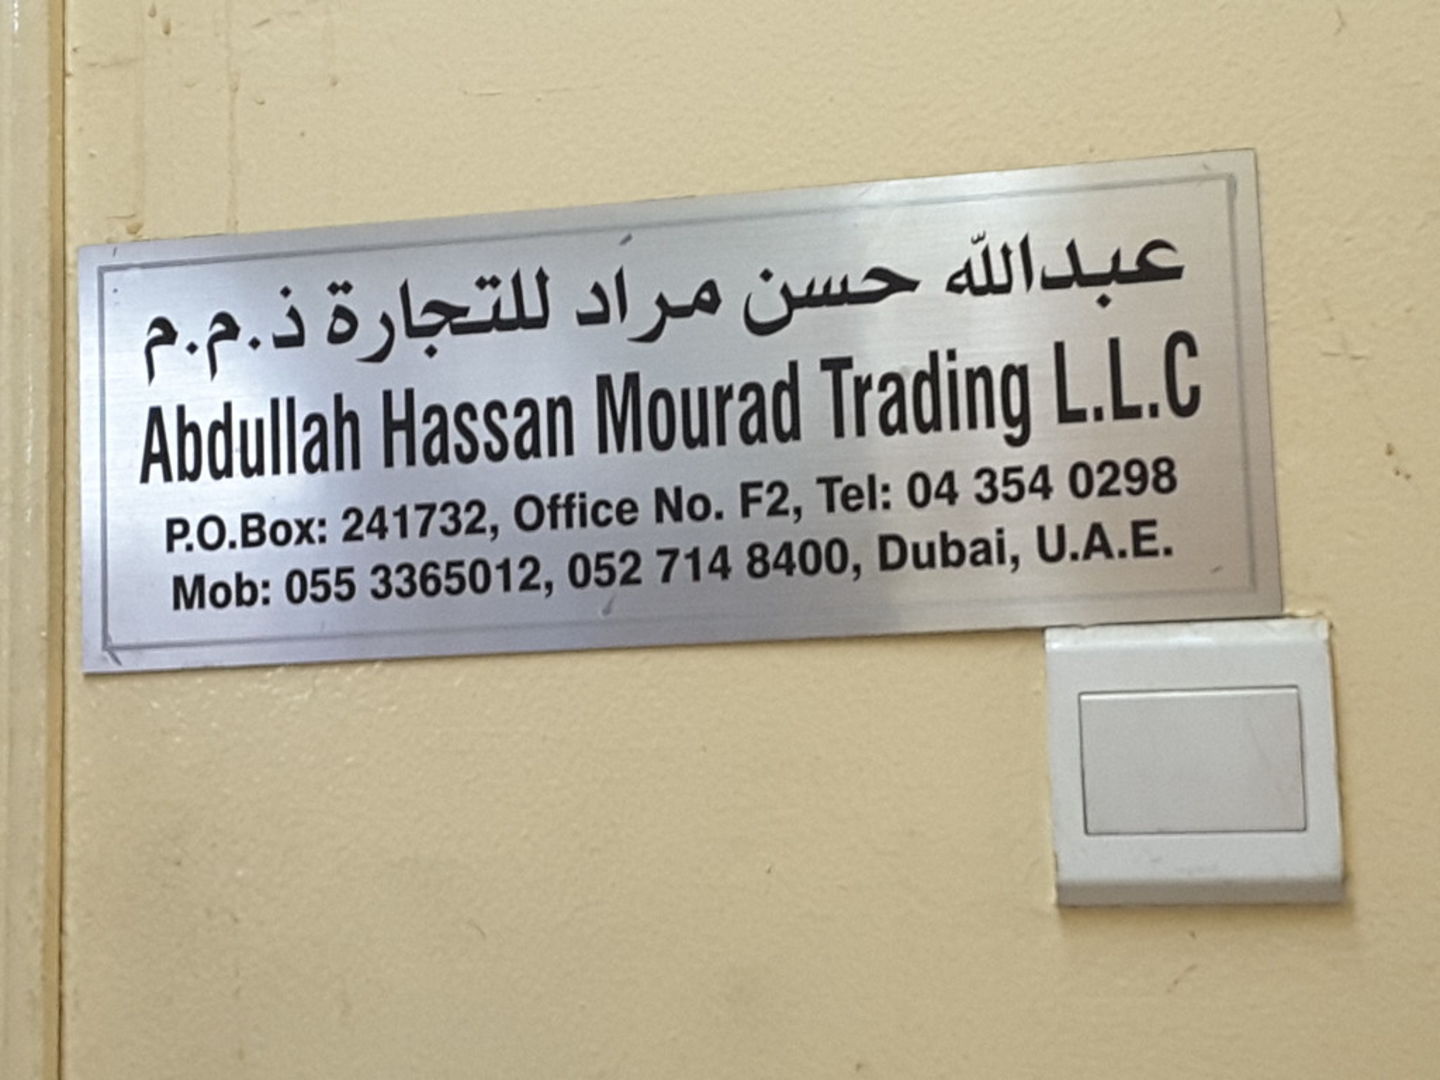 عبدالله حسن مراد للتجارة ذ.م.م
Abdullah Hassan Mourad Trading L.L.C
P.O.Box: 241732, Office No. F2, Tel: 04 354 0298
Mob: 055 3365012, 052 714 8400, Dubai, U.A.E.